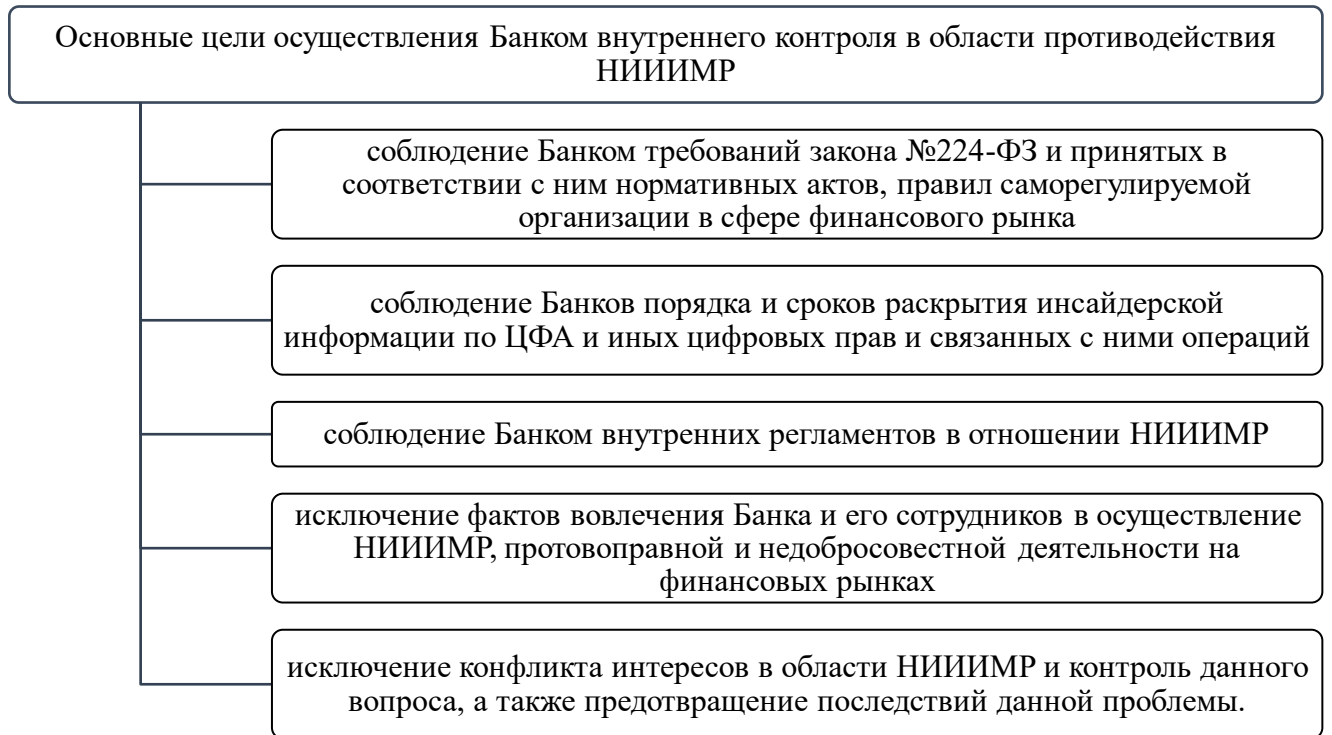 Основные цели осуществления Банком внутреннего контроля в области противодействия
НИИИМР
соблюдение Банком требований закона №224-ФЗ и принятых в
соответствии с ним нормативных актов, правил саморегулируемой
организации в сфере финансового рынка
соблюдение Банков порядка и сроков раскрытия инсайдерской
информации по ЦФА и иных цифровых прав и связанных с ними операций
соблюдение Банком внутренних регламентов в отношении НИИИМР
исключение фактов вовлечения Банка и его сотрудников в осуществление
НИИИМР, протовоправной и недобросовестной деятельности на
финансовых рынках
исключение конфликта интересов в области НИИИМР и контроль данного
вопроса, а также предотвращение последствий данной проблемы.